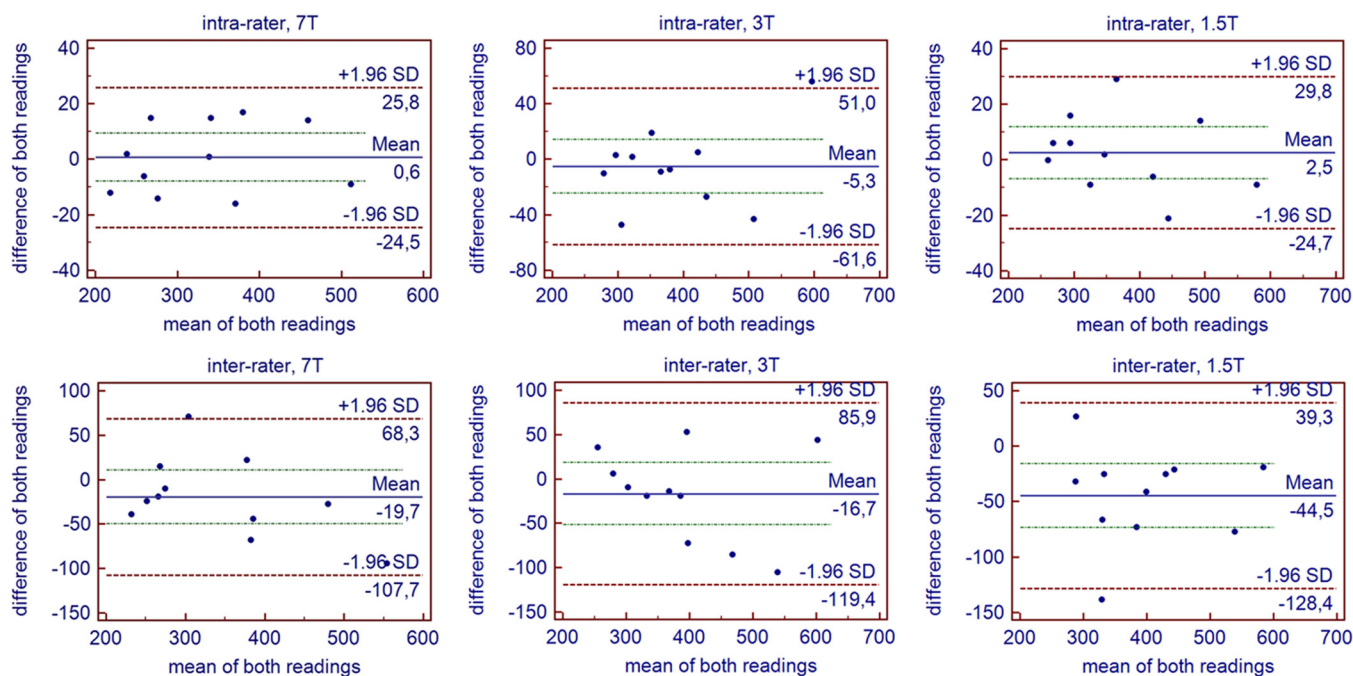 intra-rater, 7T
difference of both readings
40
20
0
-20
-40
+1.96 SD
25,8
Mean
0,6
-1.96 SD
-24,5
200 300 400 500 600
mean of both readings
intra-rater, 3T
difference of both readings
80
40
0
-40
-80
+1.96 SD
51,0
Mean
-5,3
-1.96 SD
-61,6
200 300 400 500 600 700
mean of both readings
intra-rater, 1.5T
difference of both readings
40
20
0
-20
-40
+1.96 SD
29,8
Mean
2,5
-1.96 SD
-24,7
200 300 400 500 600 700
mean of both readings
inter-rater, 7T
difference of both readings
100
50
0
-50
-100
-150
+1.96 SD
68,3
Mean
-19,7
-1.96 SD
-107,7
200 300 400 500 600
mean of both readings
inter-rater, 3T
difference of both readings
100
50
0
-50
-100
-150
+1.96 SD
85,9
Mean
-16,7
-1.96 SD
-119,4
200 300 400 500 600 700
mean of both readings
inter-rater, 1.5T
difference of both readings
50
0
-50
-100
-150
+1.96 SD
39,3
Mean
-44,5
-1.96 SD
-128,4
200 300 400 500 600 700
mean of both readings